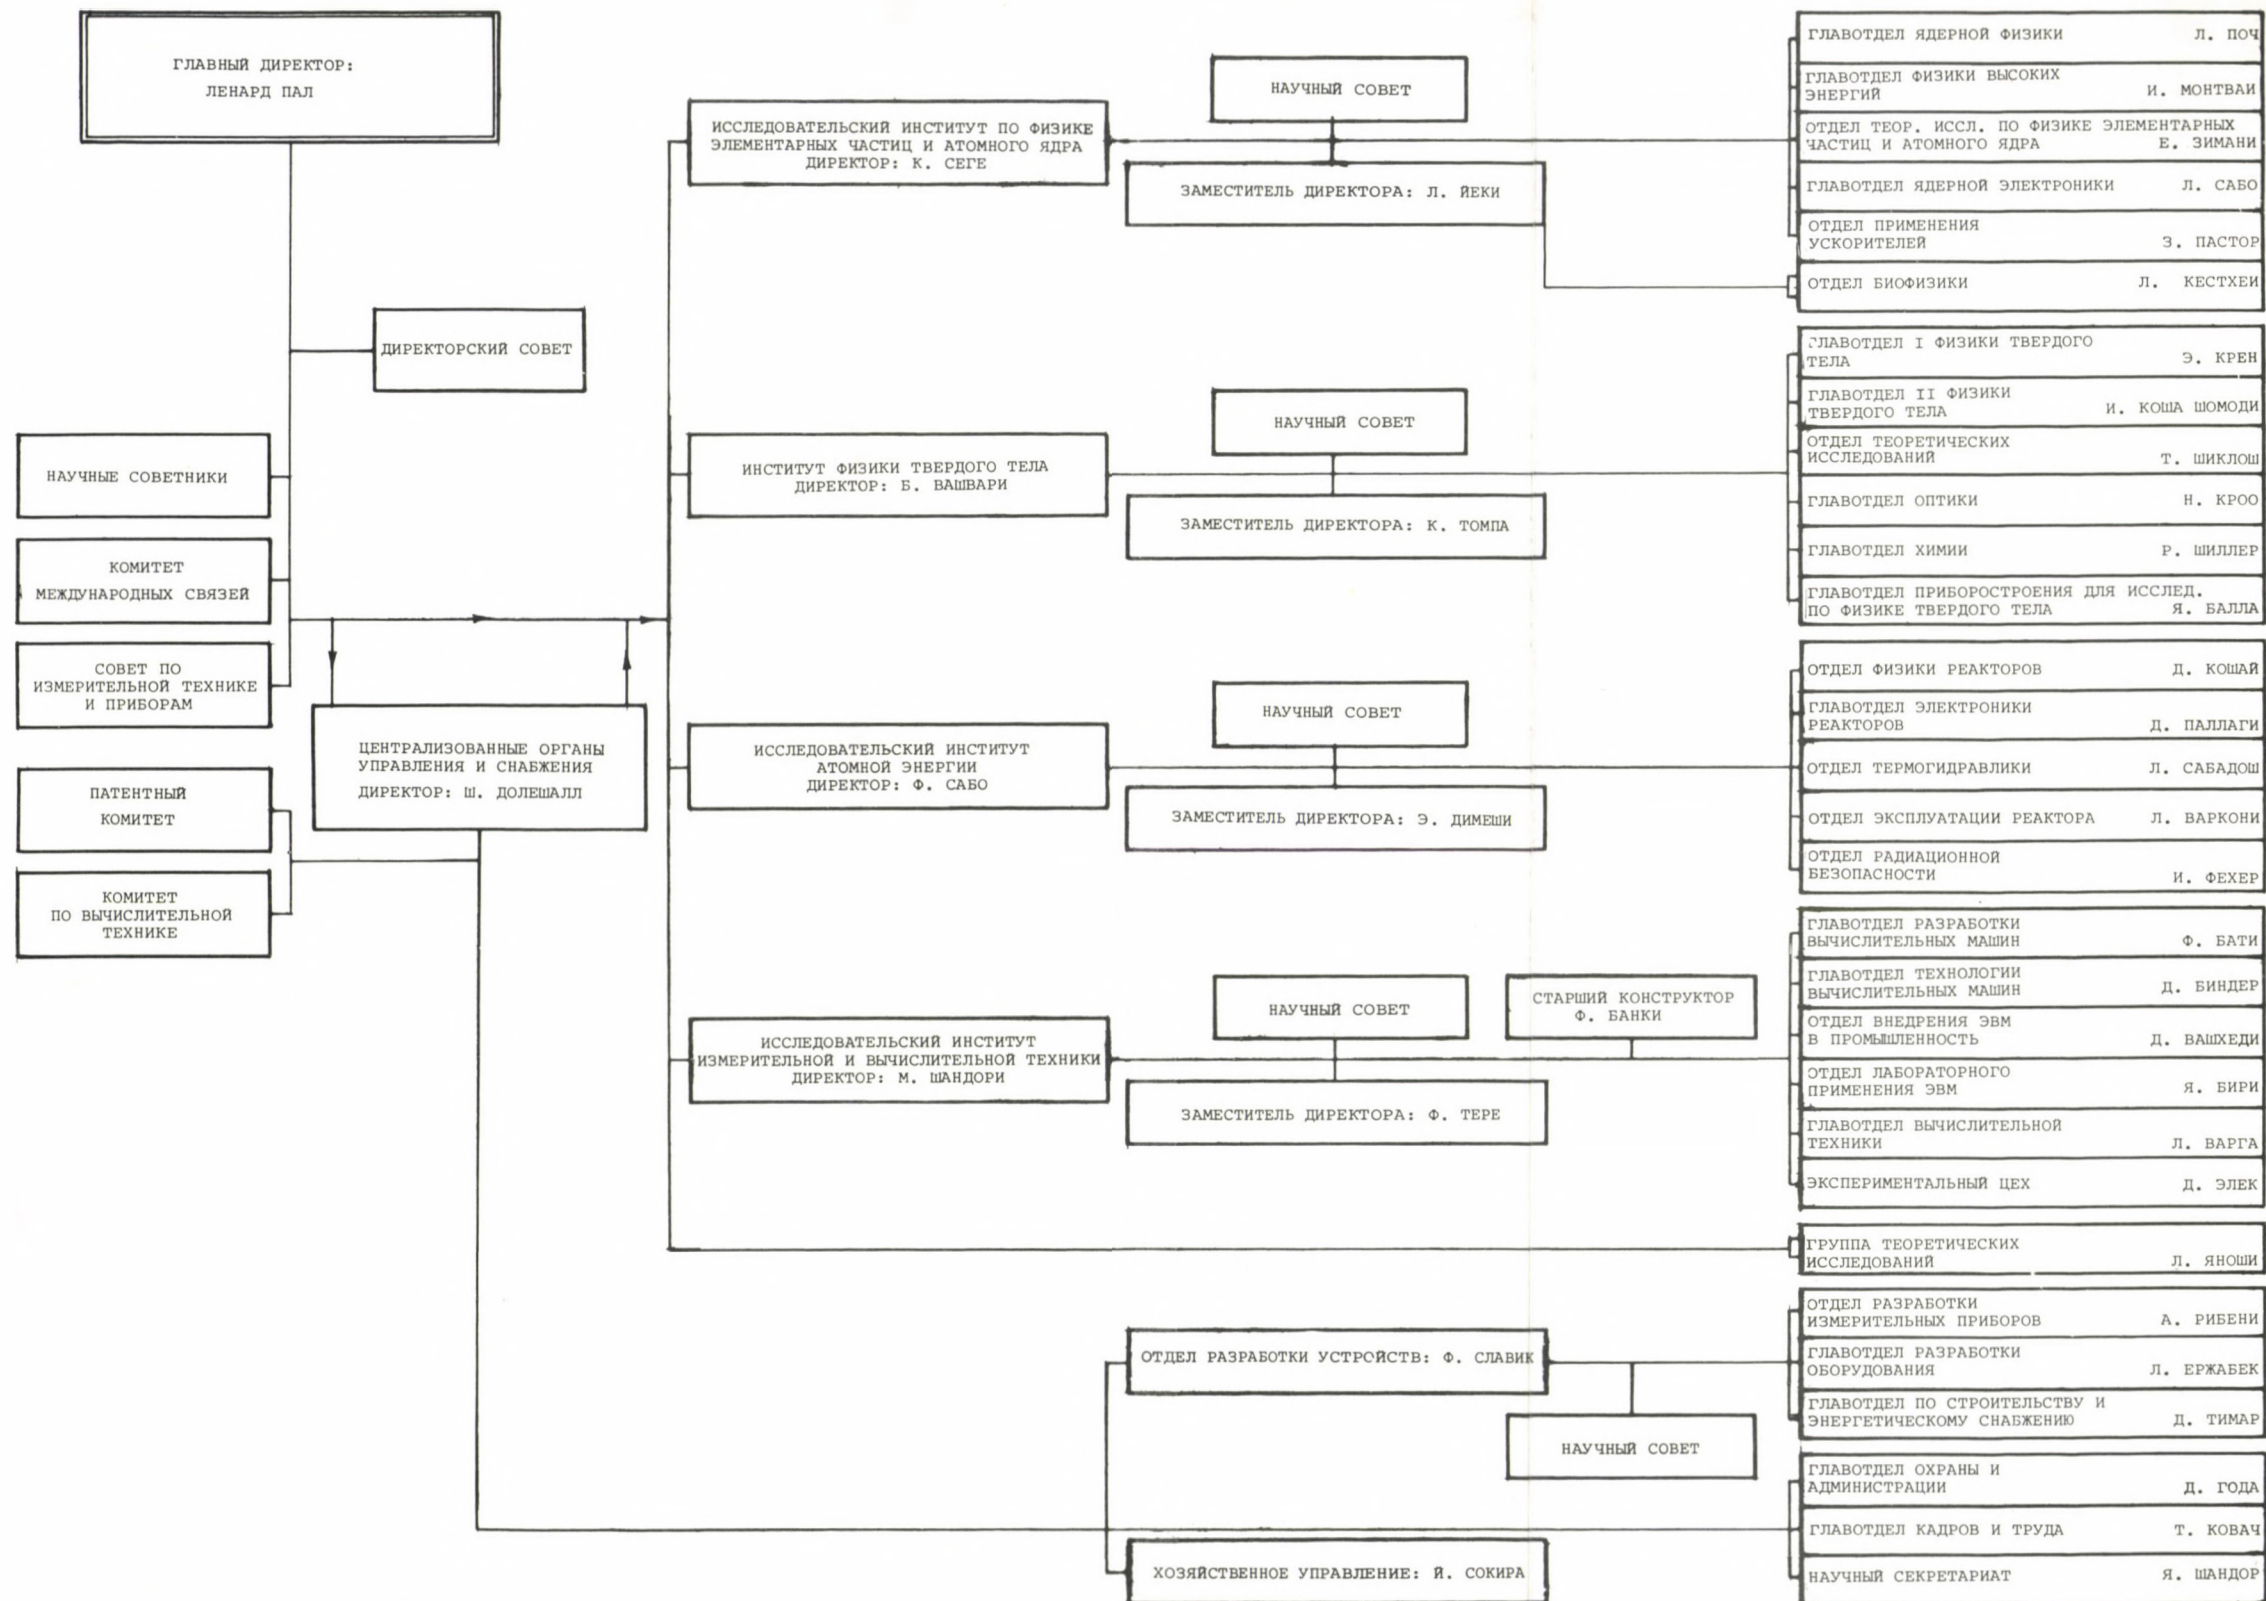 ГЛАВНЫЙ ДИРЕКТОР:
ЛЕНАРД ПАЛ
ДИРЕКТОРСКИЙ СОВЕТ
НАУЧНЫЕ СОВЕТНИКИ
КОМИТЕТ
МЕЖДУНАРОДНЫХ СВЯЗЕЙ
СОВЕТ ПО
ИЗМЕРИТЕЛЬНОЙ ТЕХНИКЕ
И ПРИБОРАМ
ЦЕНТРАЛИЗОВАННЫЕ ОРГАНЫ
УПРАВЛЕНИЯ И СНАБЖЕНИЯ
ДИРЕКТОР: Ш. ДОЛЕШАЛЛ
ПАТЕНТНЫЙ
КОМИТЕТ
КОМИТЕТ
ПО ВЫЧИСЛИТЕЛЬНОЙ
ТЕХНИКЕ
ИССЛЕДОВАТЕЛЬСКИЙ ИНСТИТУТ ПО ФИЗИКЕ
ЭЛЕМЕНТАРНЫХ ЧАСТИЦ И АТОМНОГО ЯДРА
ДИРЕКТОР: К. СЕГЕ
НАУЧНЫЙ СОВЕТ
ЗАМЕСТИТЕЛЬ ДИРЕКТОРА: Л. ЙЕКИ
ГЛАВОТДЕЛ ЯДЕРНОЙ ФИЗИКИ Л. ПОЧ
ГЛАВОТДЕЛ ФИЗИКИ ВЫСОКИХ
ЭНЕРГИЙ И. МОНТВАИ
ОТДЕЛ ТЕОР. ИССЛ. ПО ФИЗИКЕ ЭЛЕМЕНТАРНЫХ
ЧАСТИЦ И АТОМНОГО ЯДРА Е. ЗИМАНИ
ГЛАВОТДЕЛ ЯДЕРНОЙ ЭЛЕКТРОНИКИ Л. САБО
ОТДЕЛ ПРИМЕНЕНИЯ
УСКОРИТЕЛЕЙ З. ПАСТОР
ОТДЕЛ БИОФИЗИКИ Л. КЕСТХЕИ
ИНСТИТУТ ФИЗИКИ ТВЕРДОГО ТЕЛА
ДИРЕКТОР: Б. ВАШВАРИ
НАУЧНЫЙ СОВЕТ
ЗАМЕСТИТЕЛЬ ДИРЕКТОРА: К. ТОМПА
ГЛАВОТДЕЛ I ФИЗИКИ ТВЕРДОГО
ТЕЛА Э. КРЕН
ГЛАВОТДЕЛ II ФИЗИКИ
ТВЕРДОГО ТЕЛА И. КОША ШОМОДИ
ОТДЕЛ ТЕОРЕТИЧЕСКИХ
ИССЛЕДОВАНИЙ Т. ШИКЛОШ
ГЛАВОТДЕЛ ОПТИКИ Н. КРОО
ГЛАВОТДЕЛ ХИМИИ Р. ШИЛЛЕР
ГЛАВОТДЕЛ ПРИБОРОСТРОЕНИЯ ДЛЯ ИССЛЕД.
ПО ФИЗИКЕ ТВЕРДОГО ТЕЛА Я. БАЛЛА
ИССЛЕДОВАТЕЛЬСКИЙ ИНСТИТУТ
АТОМНОЙ ЭНЕРГИИ
ДИРЕКТОР: Ф. САБО
НАУЧНЫЙ СОВЕТ
ЗАМЕСТИТЕЛЬ ДИРЕКТОРА: Э. ДИМЕШИ
ОТДЕЛ ФИЗИКИ РЕАКТОРОВ Д. КОШАЙ
ГЛАВОТДЕЛ ЭЛЕКТРОНИКИ
РЕАКТОРОВ Д. ПАЛЛАГИ
ОТДЕЛ ТЕРМОГИДРАВЛИКИ Л. САБАДОШ
ОТДЕЛ ЭКСПЛУАТАЦИИ РЕАКТОРА Л. ВАРКОНИ
ОТДЕЛ РАДИАЦИОННОЙ
БЕЗОПАСНОСТИ И. ФЕХЕР
ИССЛЕДОВАТЕЛЬСКИЙ ИНСТИТУТ
ИЗМЕРИТЕЛЬНОЙ И ВЫЧИСЛИТЕЛЬНОЙ ТЕХНИКИ
ДИРЕКТОР: М. ШАНДОРИ
НАУЧНЫЙ СОВЕТ
СТАРШИЙ КОНСТРУКТОР
Ф. БАНКИ
ЗАМЕСТИТЕЛЬ ДИРЕКТОРА: Ф. ТЕРЕ
ГЛАВОТДЕЛ РАЗРАБОТКИ
ВЫЧИСЛИТЕЛЬНЫХ МАШИН Ф. БАТИ
ГЛАВОТДЕЛ ТЕХНОЛОГИИ
ВЫЧИСЛИТЕЛЬНЫХ МАШИН Д. БИНДЕР
ОТДЕЛ ВНЕДРЕНИЯ ЭВМ
В ПРОМЫШЛЕННОСТЬ Д. ВАШХЕДИ
ОТДЕЛ ЛАБОРАТОРНОГО
ПРИМЕНЕНИЯ ЭВМ Я. БИРИ
ГЛАВОТДЕЛ ВЫЧИСЛИТЕЛЬНОЙ
ТЕХНИКИ Л. ВАРГА
ЭКСПЕРИМЕНТАЛЬНЫЙ ЦЕХ Д. ЭЛЕК
ГРУППА ТЕОРЕТИЧЕСКИХ
ИССЛЕДОВАНИЙ Л. ЯНОШИ
ОТДЕЛ РАЗРАБОТКИ УСТРОЙСТВ: Ф. СЛАВИК
НАУЧНЫЙ СОВЕТ
ОТДЕЛ РАЗРАБОТКИ
ИЗМЕРИТЕЛЬНЫХ ПРИБОРОВ А. РИБЕНИ
ГЛАВОТДЕЛ РАЗРАБОТКИ
ОБОРУДОВАНИЯ Л. ЕРЖАБЕК
ГЛАВОТДЕЛ ПО СТРОИТЕЛЬСТВУ И
ЭНЕРГЕТИЧЕСКОМУ СНАБЖЕНИЮ Д. ТИМАР
ХОЗЯЙСТВЕННОЕ УПРАВЛЕНИЕ: Й. СОКИРА
ГЛАВОТДЕЛ ОХРАНЫ И
АДМИНИСТРАЦИИ Д. ГОДА
ГЛАВОТДЕЛ КАДРОВ И ТРУДА Т. КОВАЧ
НАУЧНЫЙ СЕКРЕТАРИАТ Я. ШАНДОР